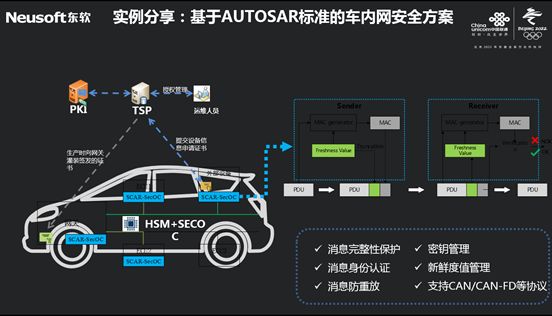 Neusoft 东软
实例分享：基于AUTOSAR标准的车内网安全方案
China unicom中国联通
BEIJING 2022
PKI
TSP
授权管理
运维人员
生产时向网关
灌装签发的证
书
提交设备信
息申请证书
SCAR-SecOC
SCAR-SecOC
HSM+SECO
C
SCAR-SecOC
SCAR-SecOC
Sender
MAC generator
MAC
Freshness Value
PDU
PDU
Receiver
MAC generator
MAC
Freshness
Value
PDU
PDU
✓ 消息完整性保护
✓ 消息身份认证
✓ 消息防重放
✓ 密钥管理
✓ 新鲜度值管理
✓ 支持CAN/CAN-FD等协议